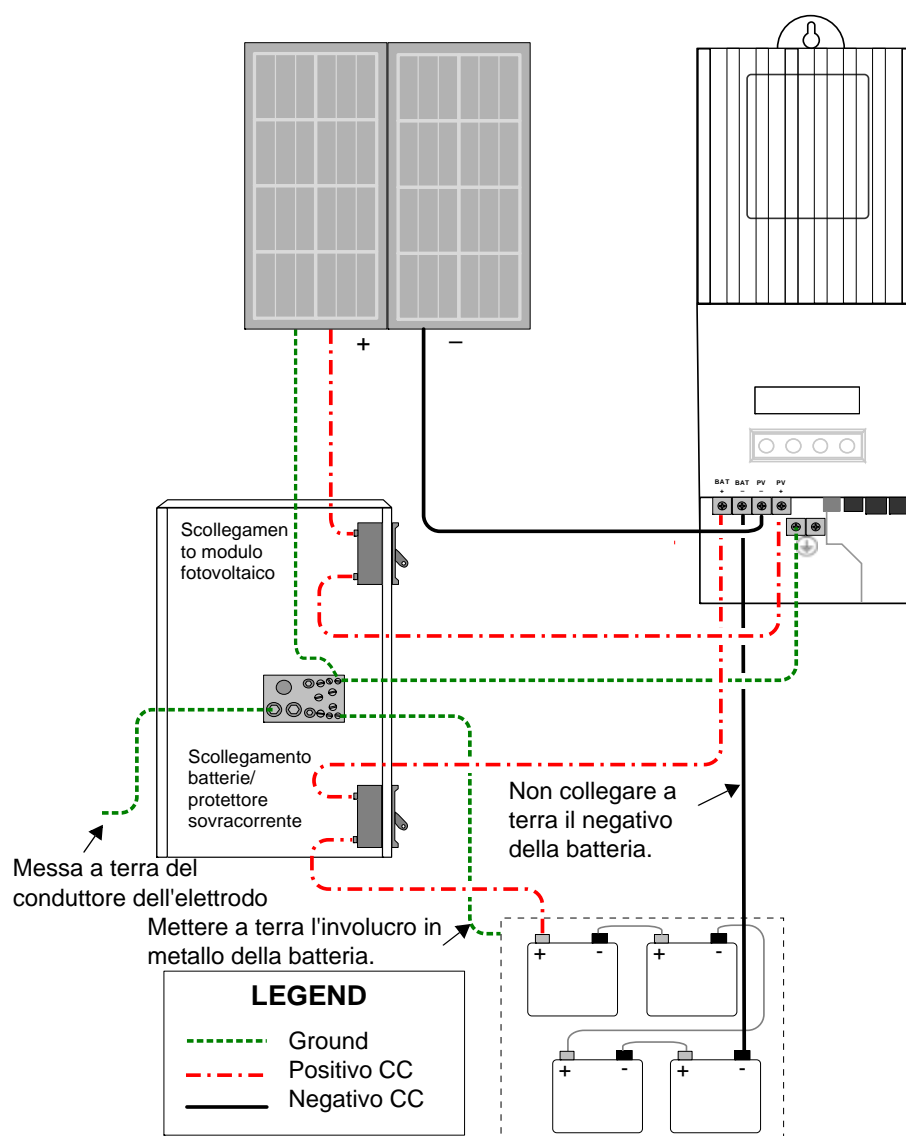 + −
BAT BAT PV PV
+ − − +
Scollegamen
to modulo
fotovoltaico
Scollegamento
batterie/
protettore
sovracorrente
Non collegare a
terra il negativo
della batteria.
Messa a terra del
conduttore dell'elettrodo
Mettere a terra l'involucro in
metallo della batteria.
+ - + -
+ - + -
LEGEND
Ground
Positivo CC
Negativo CC